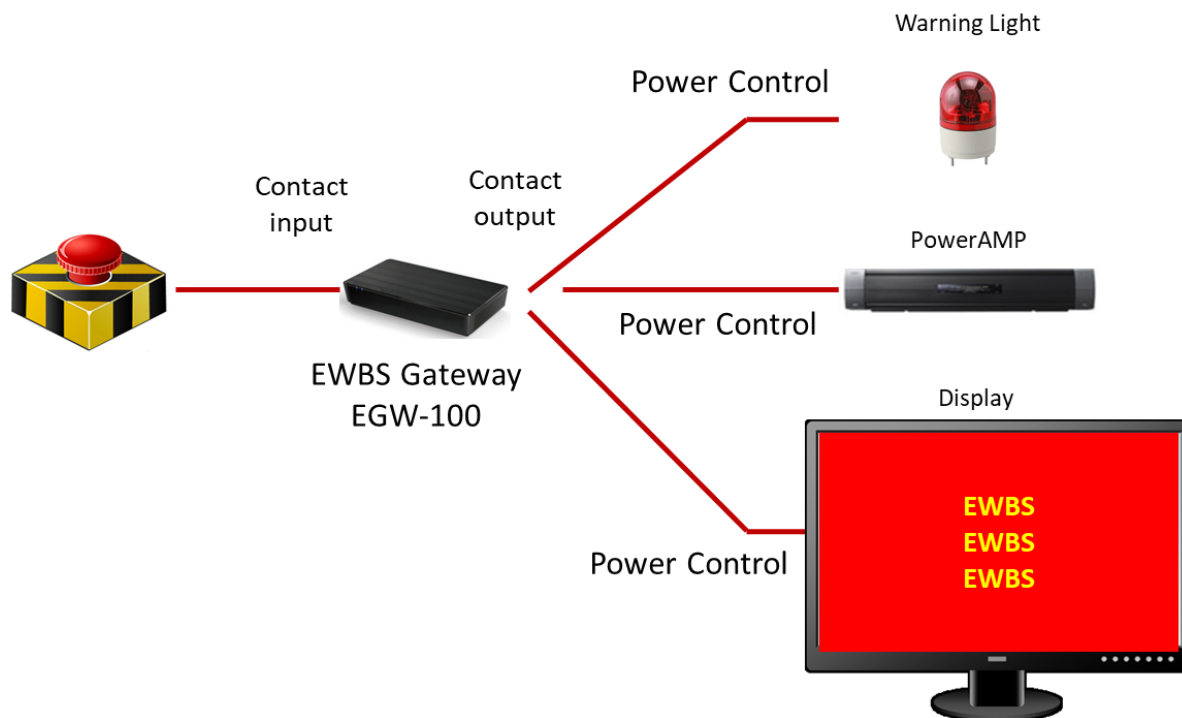 Warning Light
Power Control
Contact
input
Contact
output
PowerAMP
Power Control
EWBS Gateway
EGW-100
Display
EWBS
EWBS
EWBS
Power Control